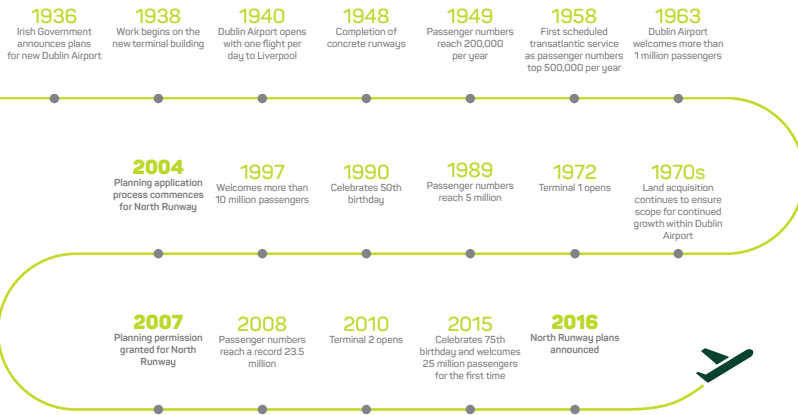 1936
Irish Government
announces plans
for new Dublin Airport
1938
Work begins on the
new terminal building
1940
Dublin Airport opens
with one flight per
day to Liverpool
1948
Completion of
concrete runways
1949
Passenger numbers
reach 200,000
per year
1958
First scheduled
transatlantic service
as passenger numbers
top 500,000 per year
1963
Dublin Airport
welcomes more than
1 million passengers
1970s
Land acquisition
continues to ensure
scope for continued
growth within Dublin
Airport
1972
Terminal 1 opens
1989
Passenger numbers
reach 5 million
1990
Celebrates 50th
birthday
1997
Welcomes more than
10 million passengers
2004
Planning application
process commences
for North Runway
2007
Planning permission
granted for North
Runway
2008
Passenger numbers
reach a record 23.5
million
2010
Terminal 2 opens
2015
Celebrates 75th
birthday and welcomes
25 million passengers
for the first time
2016
North Runway plans
announced